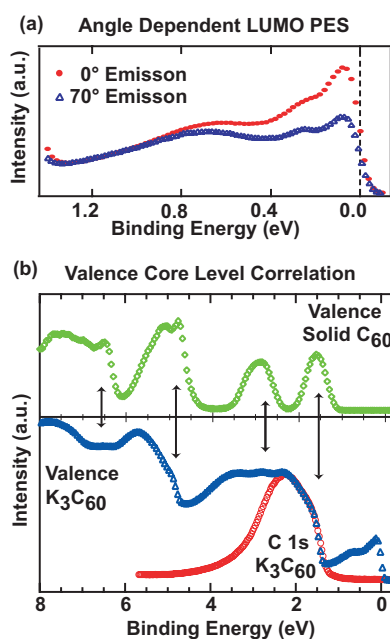 (a) Angle Dependent LUMO PES
0° Emisson
70° Emisson
Intensity (a.u.)
1.2 0.8 0.4 0.0
Binding Energy (eV)
(b) Valence Core Level Correlation
Valence
Solid C60
Intensity (a.u.)
Valence
K3C60
C 1s
K3C60
8 6 4 2 0
Binding Energy (eV)